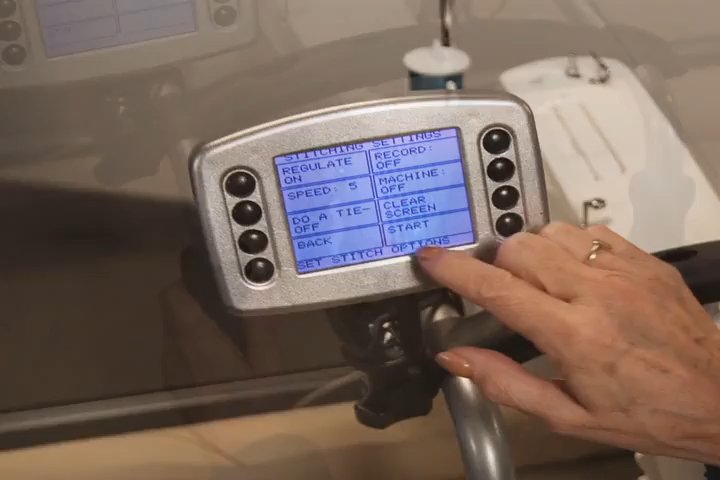 STITCHING SETTINGS
REGULATE
ON
RECORD:
OFF
SPEED: 5
MACHINE:
OFF
DO A TIE-
OFF
CLEAR
SCREEN
BACK
START
SET STITCH OPTIONS